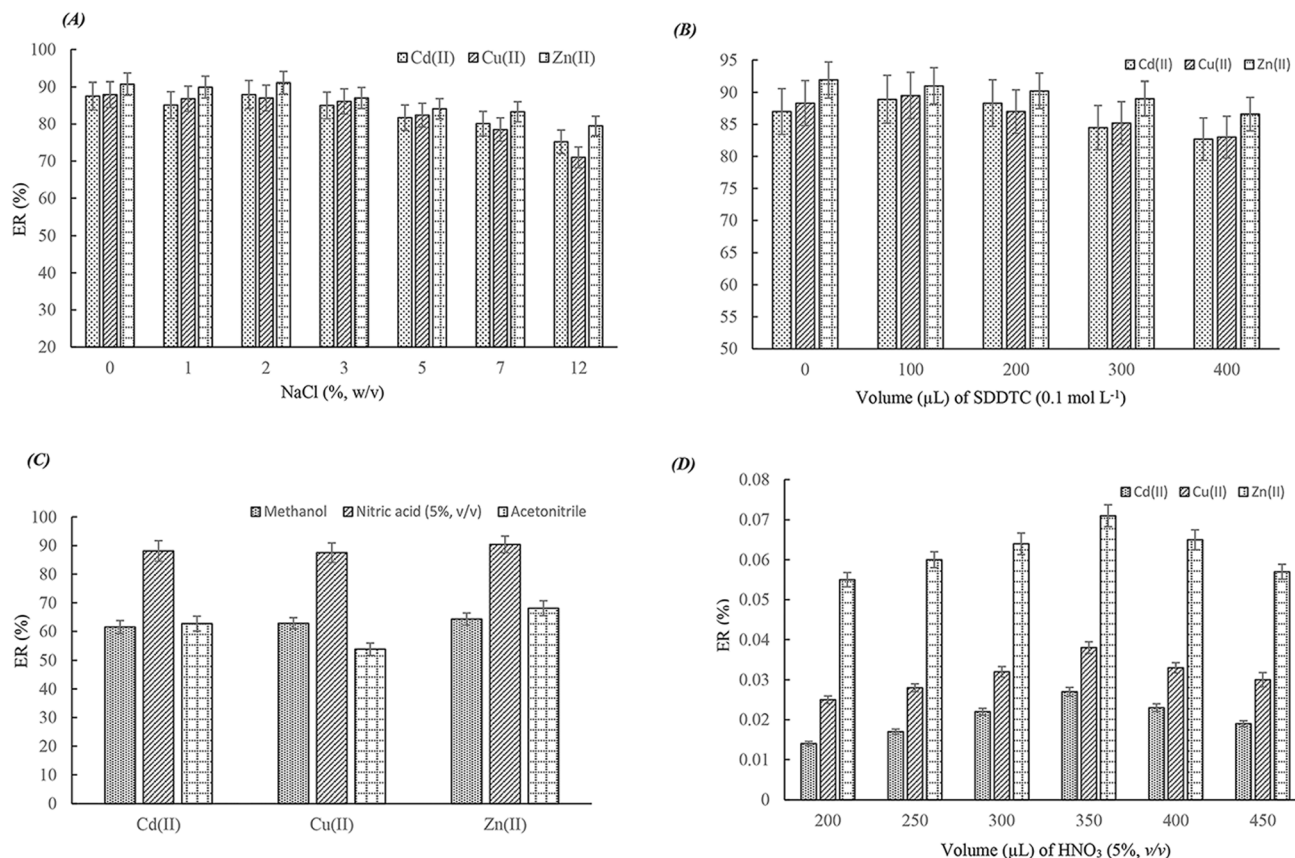 (A)
Cd(II) Cu(II) Zn(II)
100
90
80
70
60
50
40
30
20
ER (%)
0 1 2 3 5 7 12
NaCl (%, w/v)
(B)
Cd(II) Cu(II) Zn(II)
95
90
85
80
75
70
65
60
55
50
0 100 200 300 400
Volume (µL) of SDDTC (0.1 mol L-1)
(C)
Methanol Nitric acid (5%, v/v) Acetonitrile
100
90
80
70
60
50
40
30
20
10
0
ER (%)
Cd(II) Cu(II) Zn(II)
(D)
Cd(II) Cu(II) Zn(II)
0.08
0.07
0.06
0.05
0.04
0.03
0.02
0.01
0
ER (%)
200 250 300 350 400 450
Volume (µL) of HNO3 (5%, v/v)